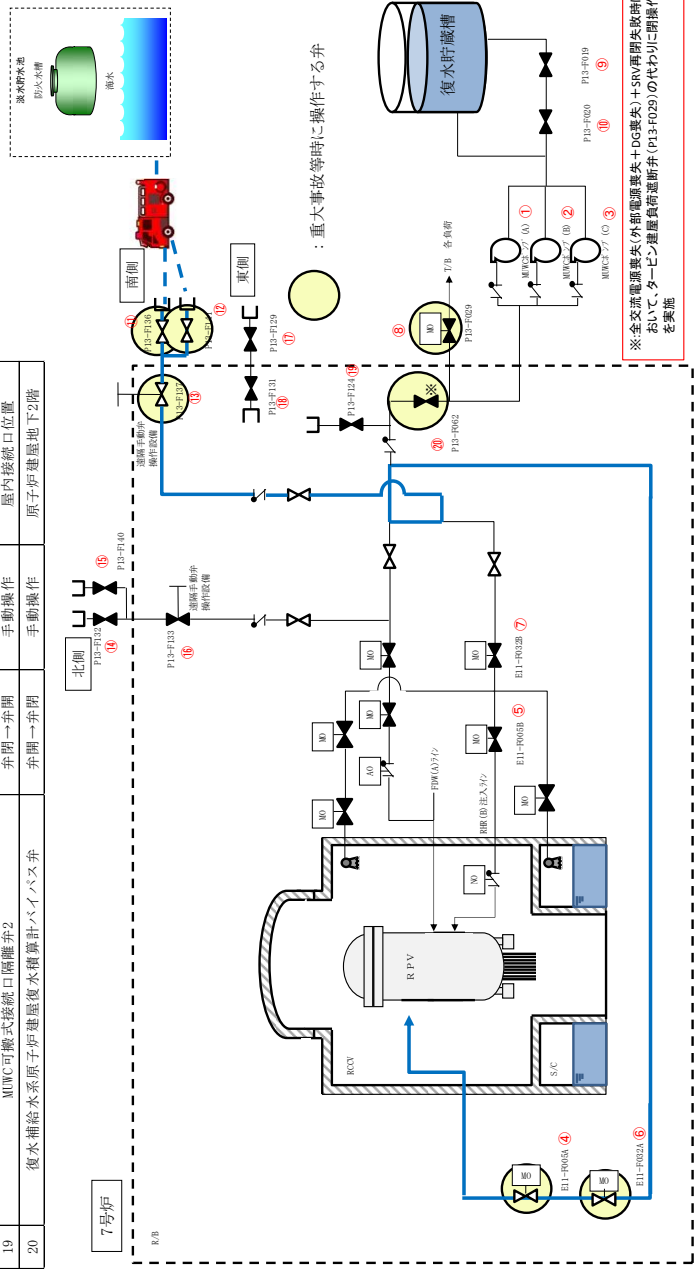 19 MUWC可搬式接続口隔離弁2 弁閉→弁開 手動操作 屋内接続口位置
20 復水補給水系原子炉建屋復水積算計バイパス弁 弁開→弁閉 手動操作 原子炉建屋地下2階
7号炉
R/B
北側
⑮
P13-F140
P13-F132
⑭
P13-F133
⑯
遠隔手動弁
操作設備
南側
淡水貯水池
防火水槽
海水
⑪
P13-F136
⑫
遠隔手動弁
操作設備
P13-F137
⑬
東側
P13-F129
⑰
P13-F131
⑱
：重大事故等時に操作する弁
P13-F124
⑲
※
⑳
P13-F062
⑧
MO
P13-F029
T/B 各負荷
復水貯蔵槽
P13-F019
⑨
P13-F020
⑩
MUWCポンプ (A)
①
MUWCポンプ (B)
②
MUWCポンプ (C)
③
※:全交流電源喪失(外部電源喪失+DG喪失)+SRV再閉失敗時に
おいて、タービン建屋負荷遮断弁(P13-F029)の代わりに閉操作
を実施
MO
MO
MO
MO
AO
FDW(A)ライン
MO
E11-F032B
⑦
MO
E11-F005B
⑤
RHR(B)注入ライン
NO
MO
RPV
RCCV
S/C
MO
E11-F005A
④
MO
E11-F032A
⑥